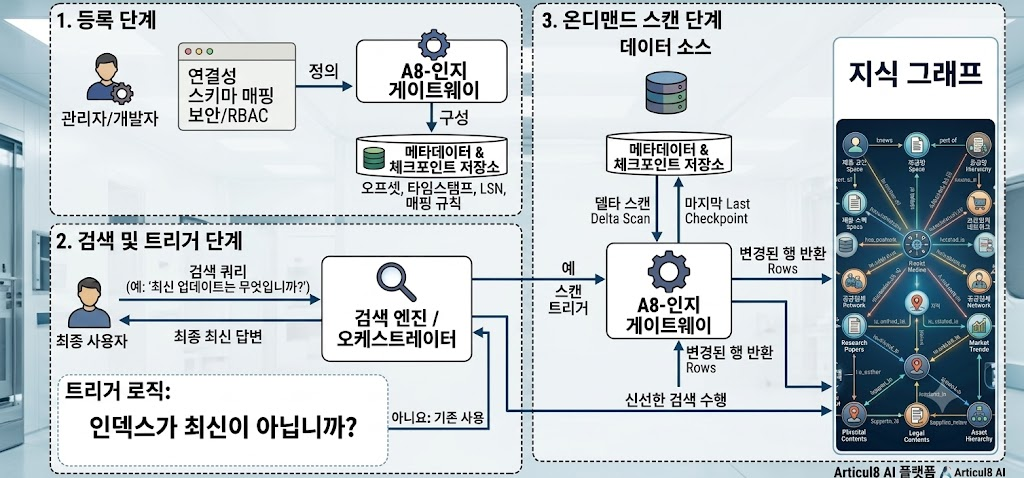 1. 등록 단계
관리자/개발자
연결성
스키마 매핑
보안/RBAC
정의
A8-인지
게이트웨이
구성
메타데이터 &
체크포인트 저장소
오프셋, 타임스탬프, LSN,
매핑 규칙
2. 검색 및 트리거 단계
최종 사용자
검색 쿼리
(예: '최신 업데이트는 무엇입니까?')
최종 최신 답변
검색 엔진 /
오케스트레이터
트리거 로직:
인덱스가 최신이 아닙니까?
아니요: 기존 사용
예
스캔
트리거
3. 온디맨드 스캔 단계
데이터 소스
메타데이터 &
체크포인트 저장소
델타 스캔
Delta Scan
마지막 Last
Checkpoint
A8-인지
게이트웨이
변경된 행 반환
Rows
변경된 행 반환
Rows
신선한 검색 수행
지식 그래프
Space
Space
Hierarchy
Network
Research
Papers
Market
Contents
Legal
Contents
Asset
Hierarchy
Articul8 AI 플랫폼
Articul8 AI